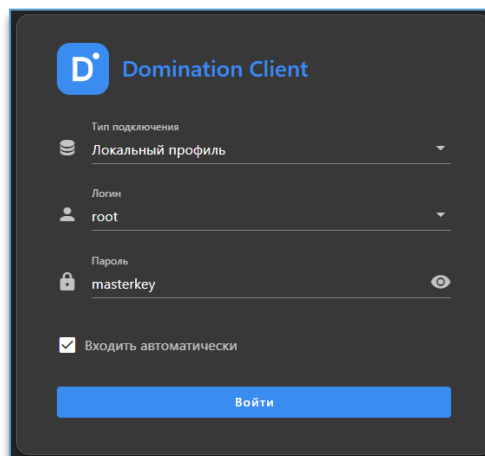 D
Domination Client
Тип подключения
Локальный профиль
Логин
root
Пароль
masterkey
Входить автоматически
Войти